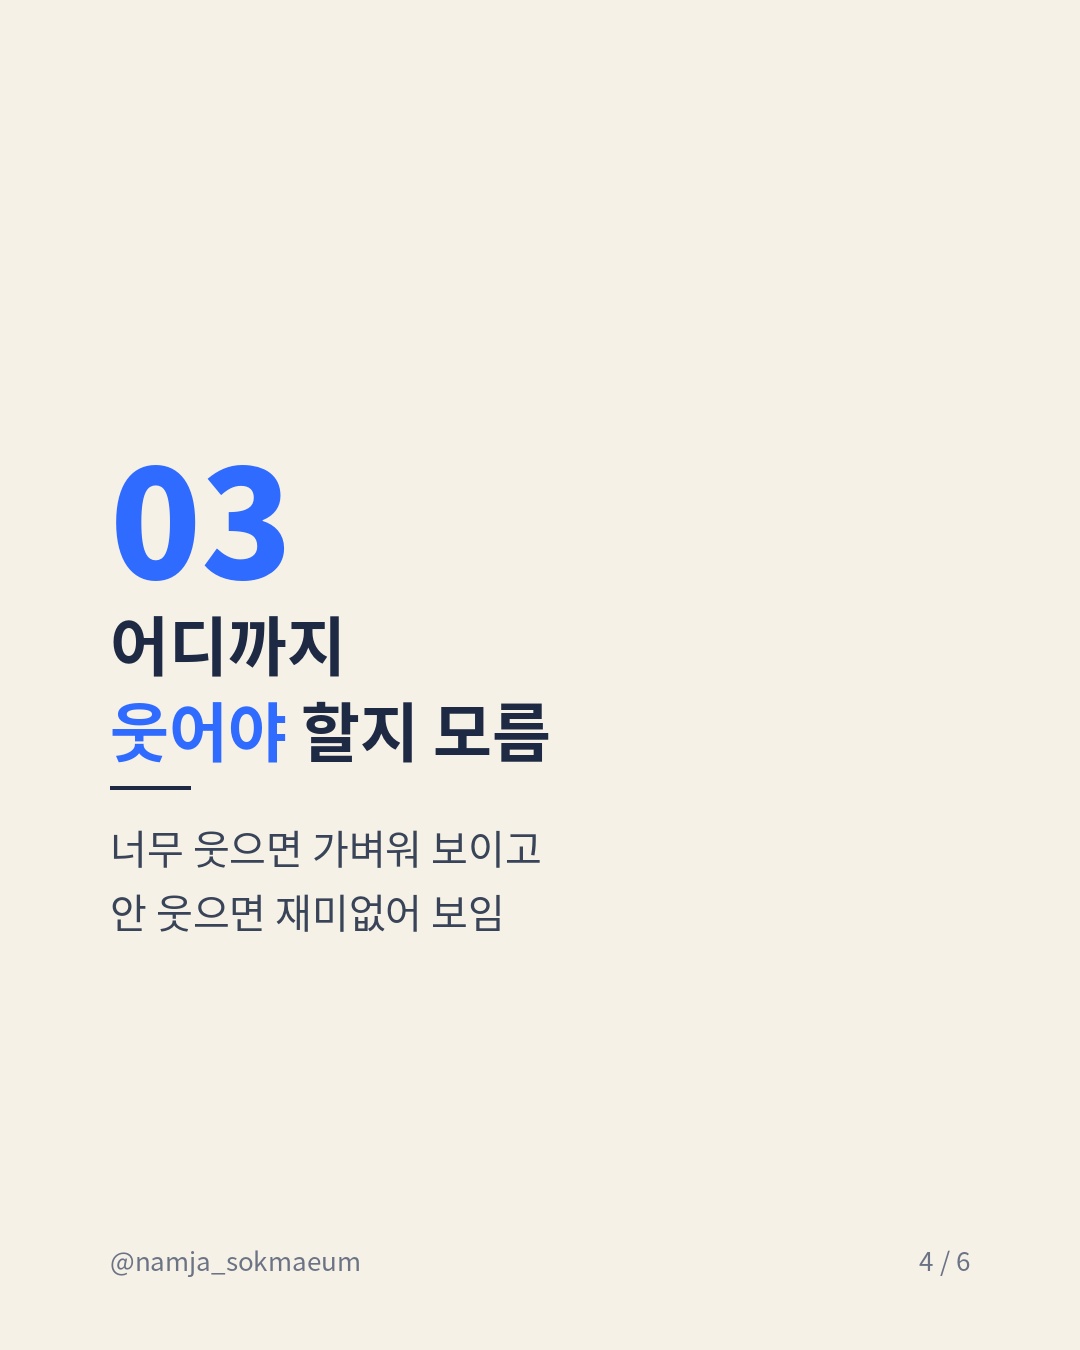 03
어디까지
웃어야 할지 모름
너무 웃으면 가벼워 보이고
안 웃으면 재미없어 보임
@namja_sokmaeum
4 / 6